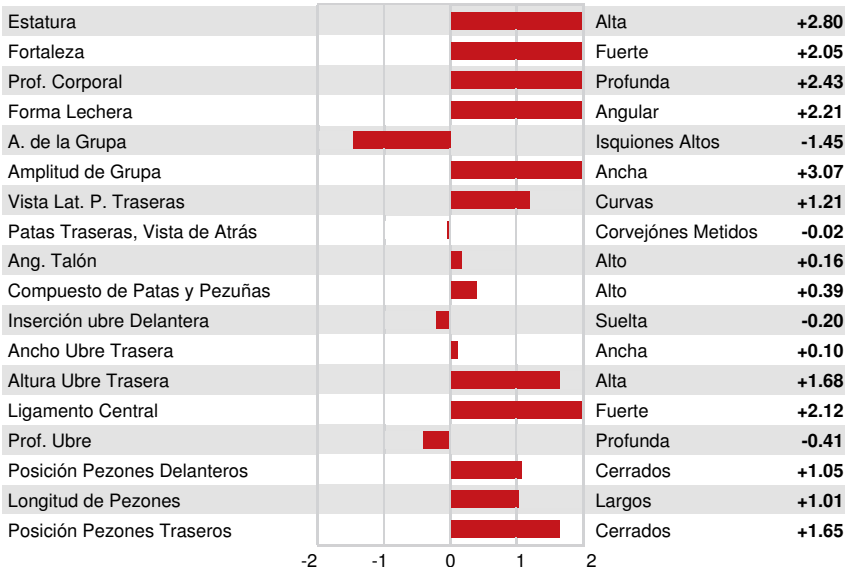 Estatura Alta +2.80
Fortaleza Fuerte +2.05
Prof. Corporal Profunda +2.43
Forma Lechera Angular +2.21
A. de la Grupa Isquiones Altos -1.45
Amplitud de Grupa Ancha +3.07
Vista Lat. P. Traseras Curvas +1.21
Patas Traseras, Vista de Atrás Corvejónes Metidos -0.02
Ang. Talón Alto +0.16
Compuesto de Patas y Pezuñas Alto +0.39
Inserción ubre Delantera Suelta -0.20
Ancho Ubre Trasera Ancha +0.10
Altura Ubre Trasera Alta +1.68
Ligamento Central Fuerte +2.12
Prof. Ubre Profunda -0.41
Posición Pezones Delanteros Cerrados +1.05
Longitud de Pezones Largos +1.01
Posición Pezones Traseros Cerrados +1.65
-2 -1 0 1 2